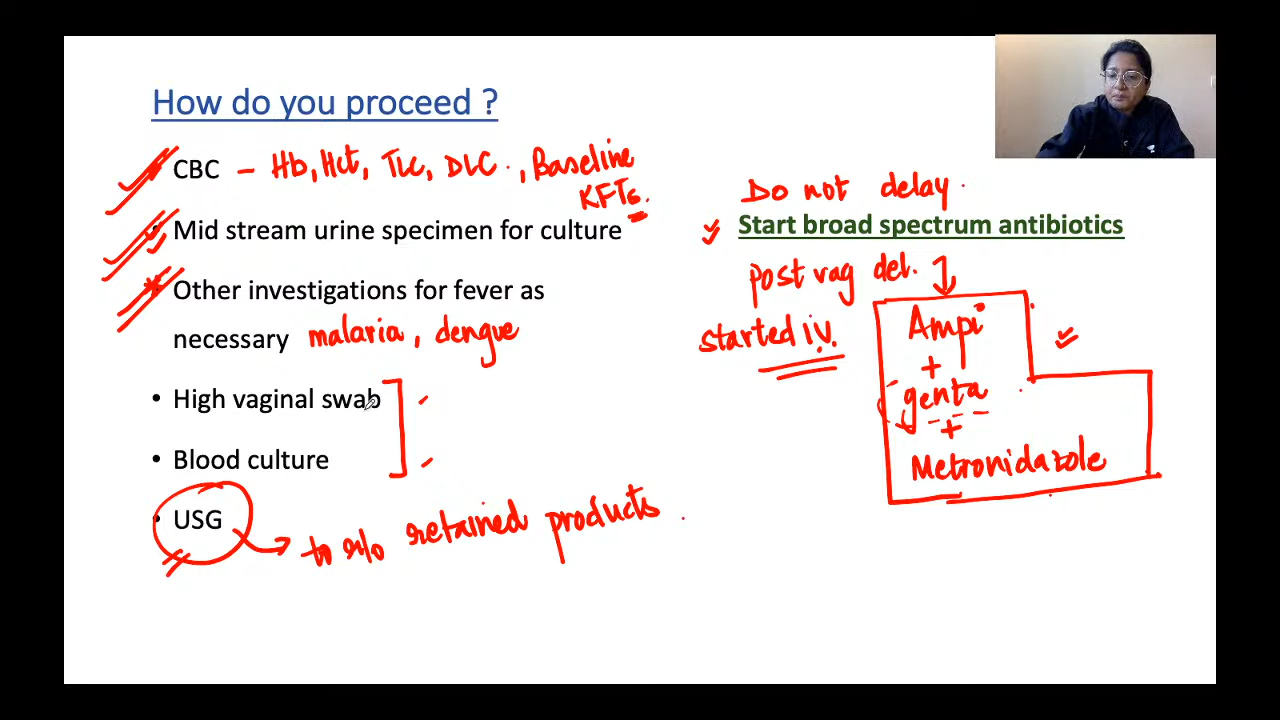 How do you proceed ?
CBC - Hb, Hct, TLC, DLC, Baseline
KFTs.
Mid stream urine specimen for culture
Other investigations for fever as
necessary malaria, dengue
• High vaginal swab
• Blood culture
• USG
to r/o retained products.
Do not delay.
Start broad spectrum antibiotics
post vag del.
started i.v.
Ampi
+
genta
+
Metronidazole